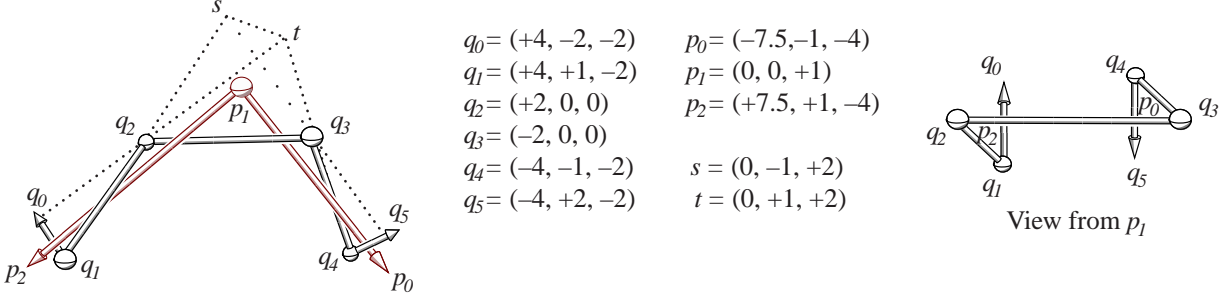 s
t
p1
q2
q3
q0
q5
p2
q1
q4
p0
q0 = (+4, –2, –2)
q1 = (+4, +1, –2)
q2 = (+2, 0, 0)
q3 = (–2, 0, 0)
q4 = (–4, –1, –2)
q5 = (–4, +2, –2)
p0 = (–7.5,–1, –4)
p1 = (0, 0, +1)
p2 = (+7.5, +1, –4)
s = (0, –1, +2)
t = (0, +1, +2)
q0
q4
p0
q3
q2
p2
q1
q5
View from p1